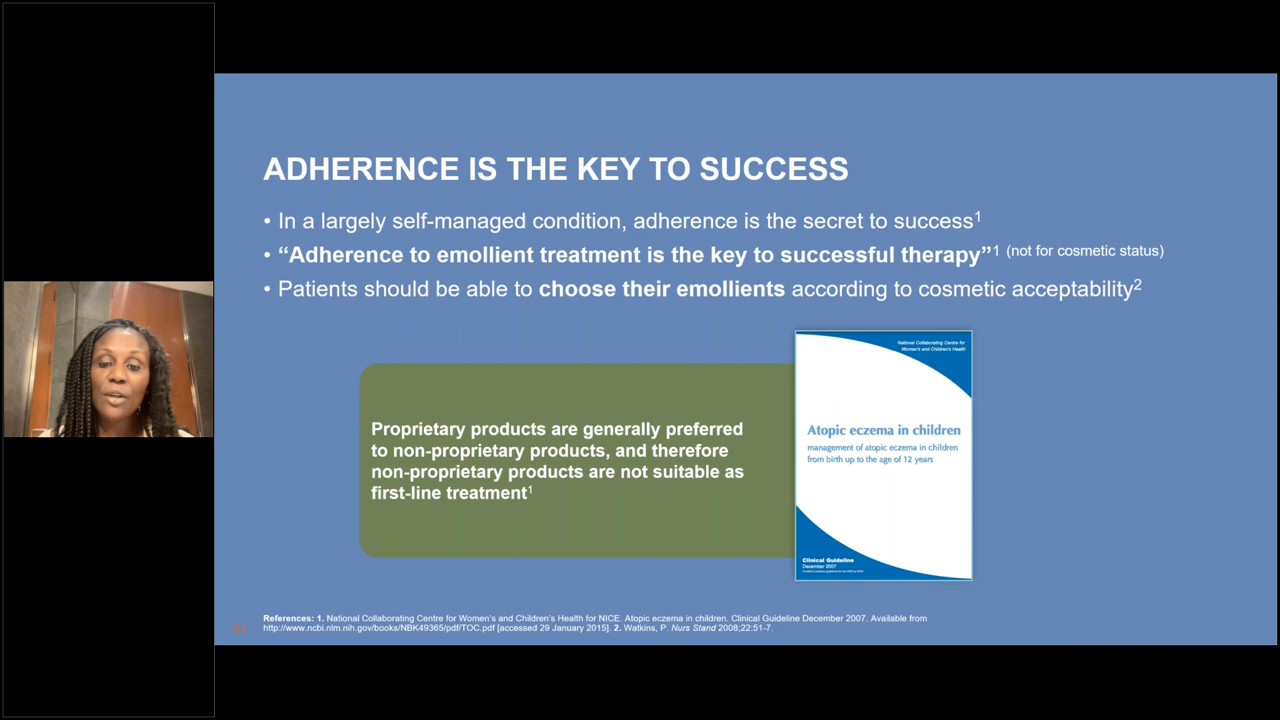 ADHERENCE IS THE KEY TO SUCCESS
• In a largely self-managed condition, adherence is the secret to success1
• “Adherence to emollient treatment is the key to successful therapy”1 (not for cosmetic status)
• Patients should be able to choose their emollients according to cosmetic acceptability2
Proprietary products are generally preferred
to non-proprietary products, and therefore
non-proprietary products are not suitable as
first-line treatment1
National Collaborating Centre for
Women's and Children's Health
Atopic eczema in children
management of atopic eczema in children
from birth up to the age of 12 years
Clinical Guideline
December 2007
References: 1. National Collaborating Centre for Women's and Children's Health for NICE. Atopic eczema in children. Clinical Guideline December 2007. Available from
http://www.ncbi.nlm.nih.gov/books/NBK49365/pdf/TOC.pdf [accessed 29 January 2015]. 2. Watkins, P. Nurs Stand 2008;22:51-7.